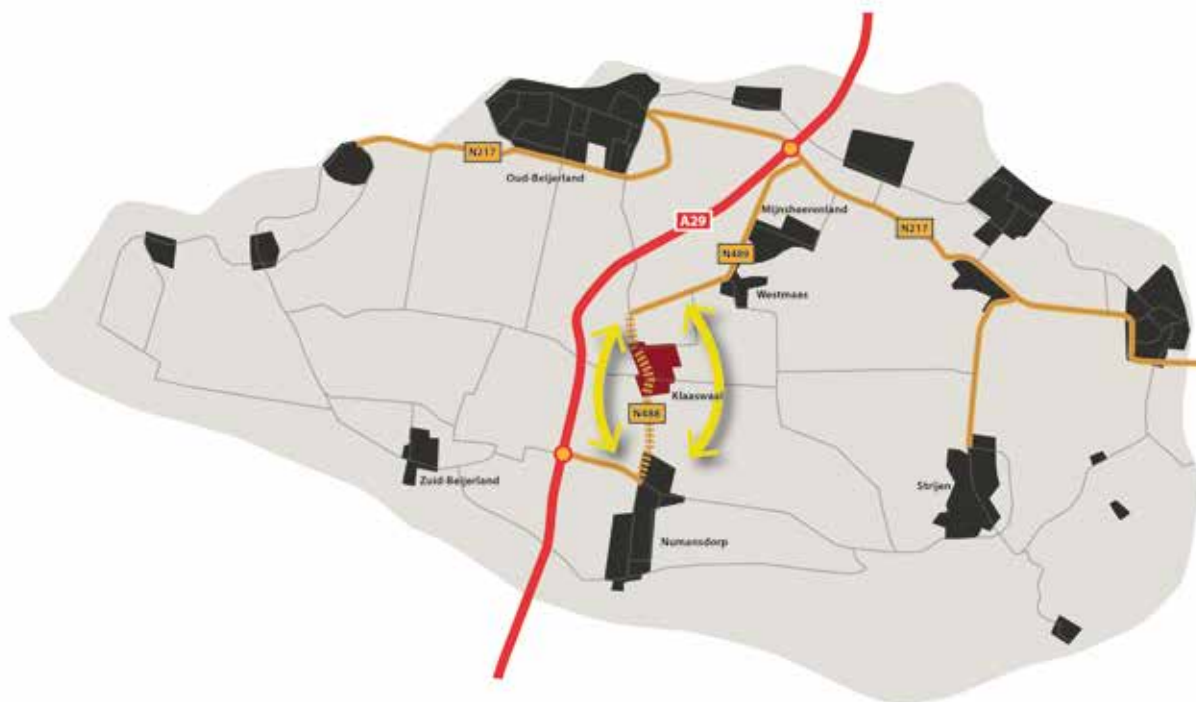 N217
Oud-Beijerland
A29
Mijnsheerenland
N217
N489
Westmaas
Klaaswaal
N488
Zuid-Beijerland
Strijen
Numansdorp